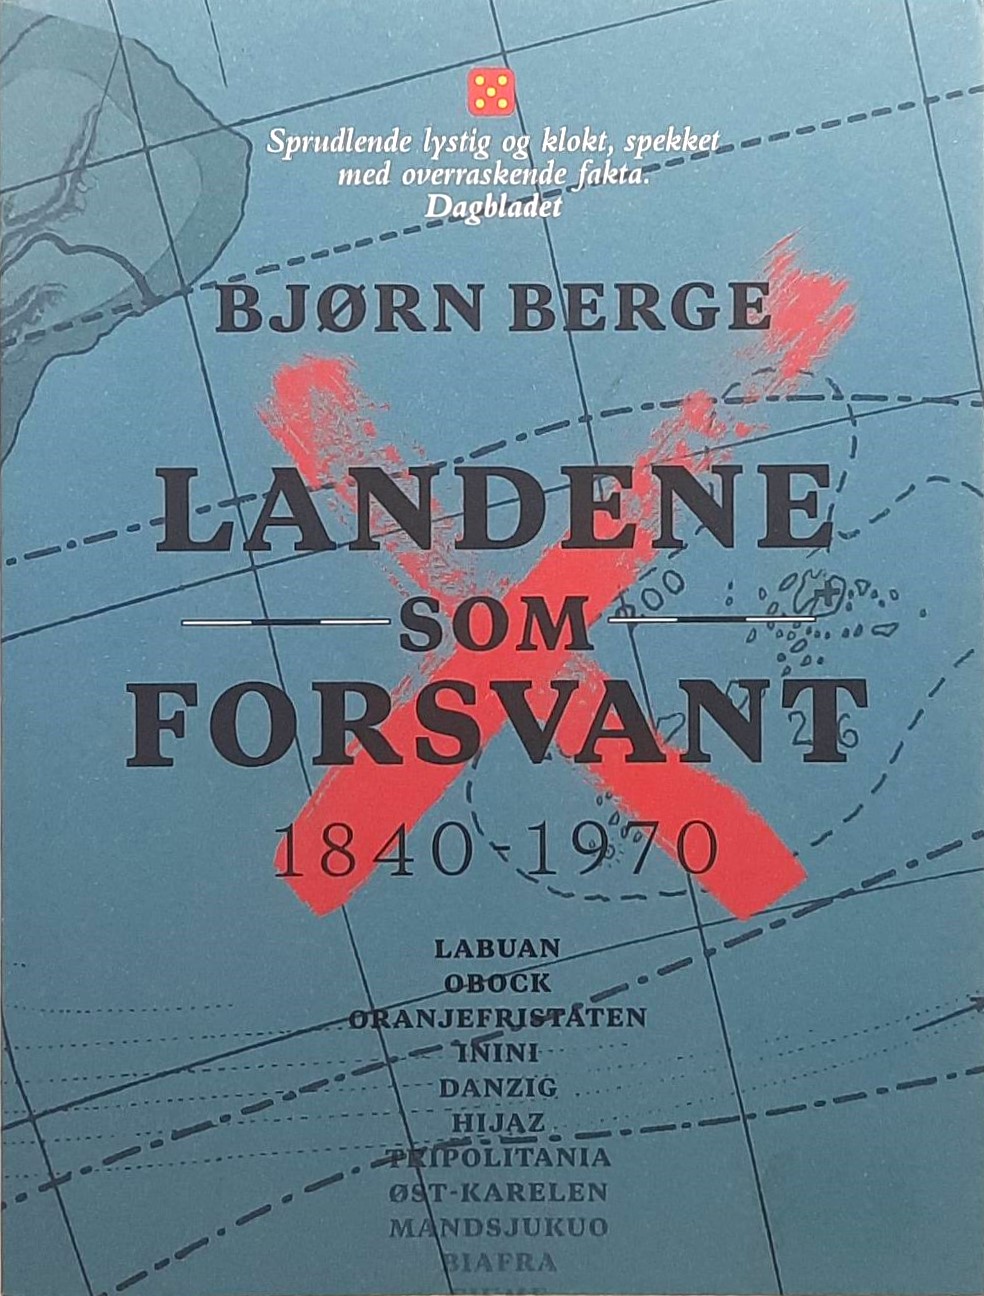 Sprudlende lystig og klokt, spekket
med overraskende fakta.
Dagbladet
BJØRN BERGE
LANDENE
SOM
FORSVANT
1840-1970
LABUAN
OBOCK
ORANJEFRISTATEN
ININI
DANZIG
HIJAZ
TRIPOLITANIA
ØST-KARELEN
MANDSJUKUO
BIAFRA